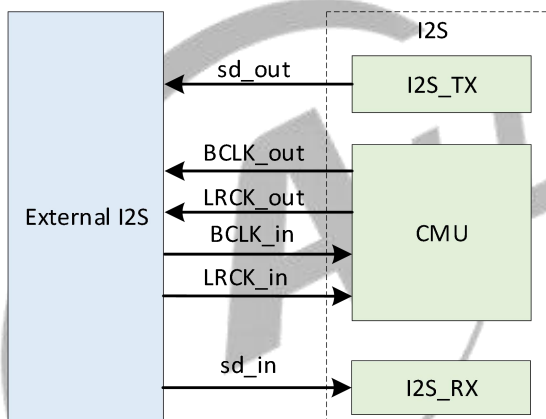 I2S
sd_out
I2S_TX
BCLK_out
LRCK_out
External I2S
BCLK_in
CMU
LRCK_in
sd_in
I2S_RX